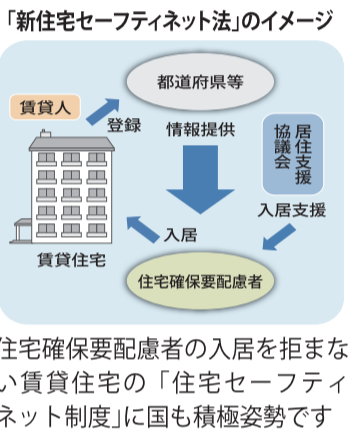 「新住宅セーフティネット法」のイメージ
都道府県等
賃貸人
登録
情報提供
居住支援
協議会
入居支援
入居
賃貸住宅
住宅確保要配慮者
住宅確保要配慮者の入居を拒まな
い賃貸住宅の「住宅セーフティ
ネット制度」に国も積極姿勢です